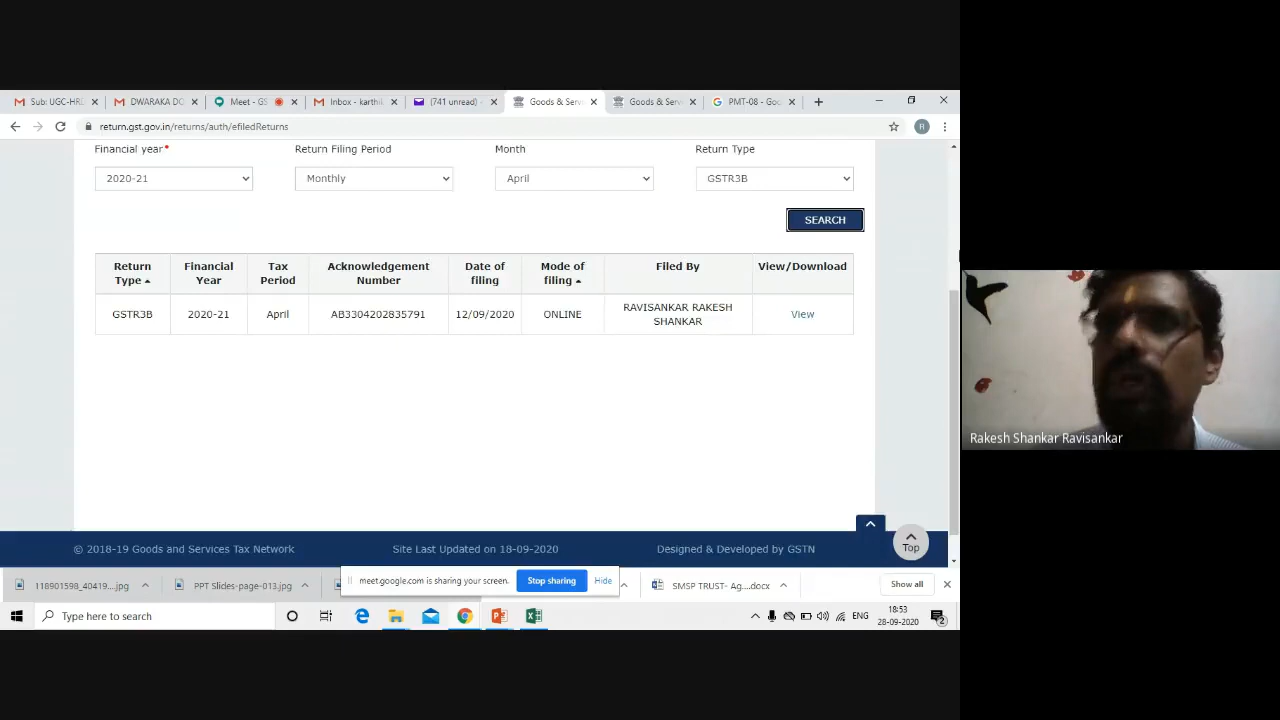 Sub: UGC-HRD
DWARAKA DO
Meet - GS
Inbox - karthik
(741 unread)
Goods & Servi
Goods & Servi
PMT-08 - Goo
return.gst.gov.in/returns/auth/efiledReturns
R
Financial year* Return Filing Period Month Return Type
2020-21 Monthly April GSTR3B
SEARCH
Return Type Financial Year Tax Period Acknowledgement Number Date of filing Mode of filing Filed By View/Download
GSTR3B 2020-21 April AB3304202835791 12/09/2020 ONLINE RAVISANKAR RAKESH SHANKAR View
Rakesh Shankar Ravisankar
Top
© 2018-19 Goods and Services Tax Network Site Last Updated on 18-09-2020 Designed & Developed by GSTN
118901598_40419....jpg PPT Slides-page-013.jpg
meet.google.com is sharing your screen. Stop sharing Hide
SMSP TRUST- Ag....docx Show all
Type here to search
ENG
18:53
28-09-2020
2